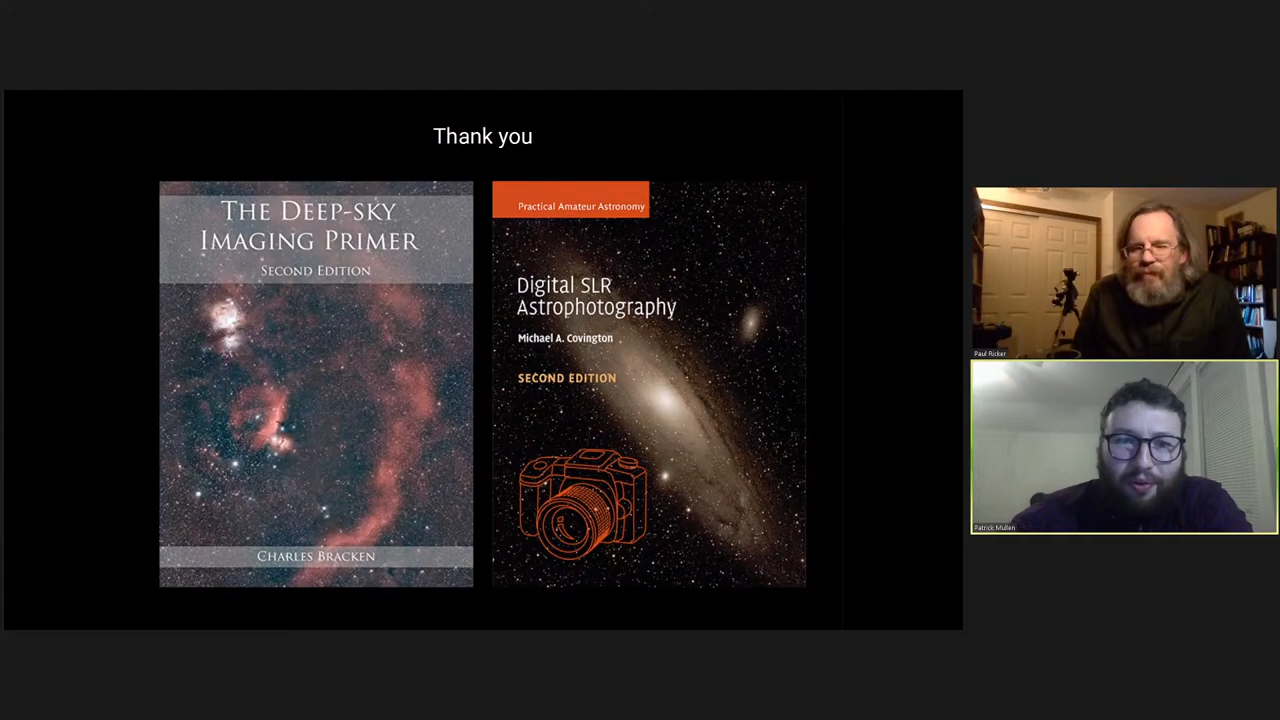 Thank you
THE DEEP-SKY
IMAGING PRIMER
SECOND EDITION
CHARLES BRACKEN
Practical Amateur Astronomy
Digital SLR
Astrophotography
Michael A. Covington
SECOND EDITION
Paul Ricker
Patrick Mullen